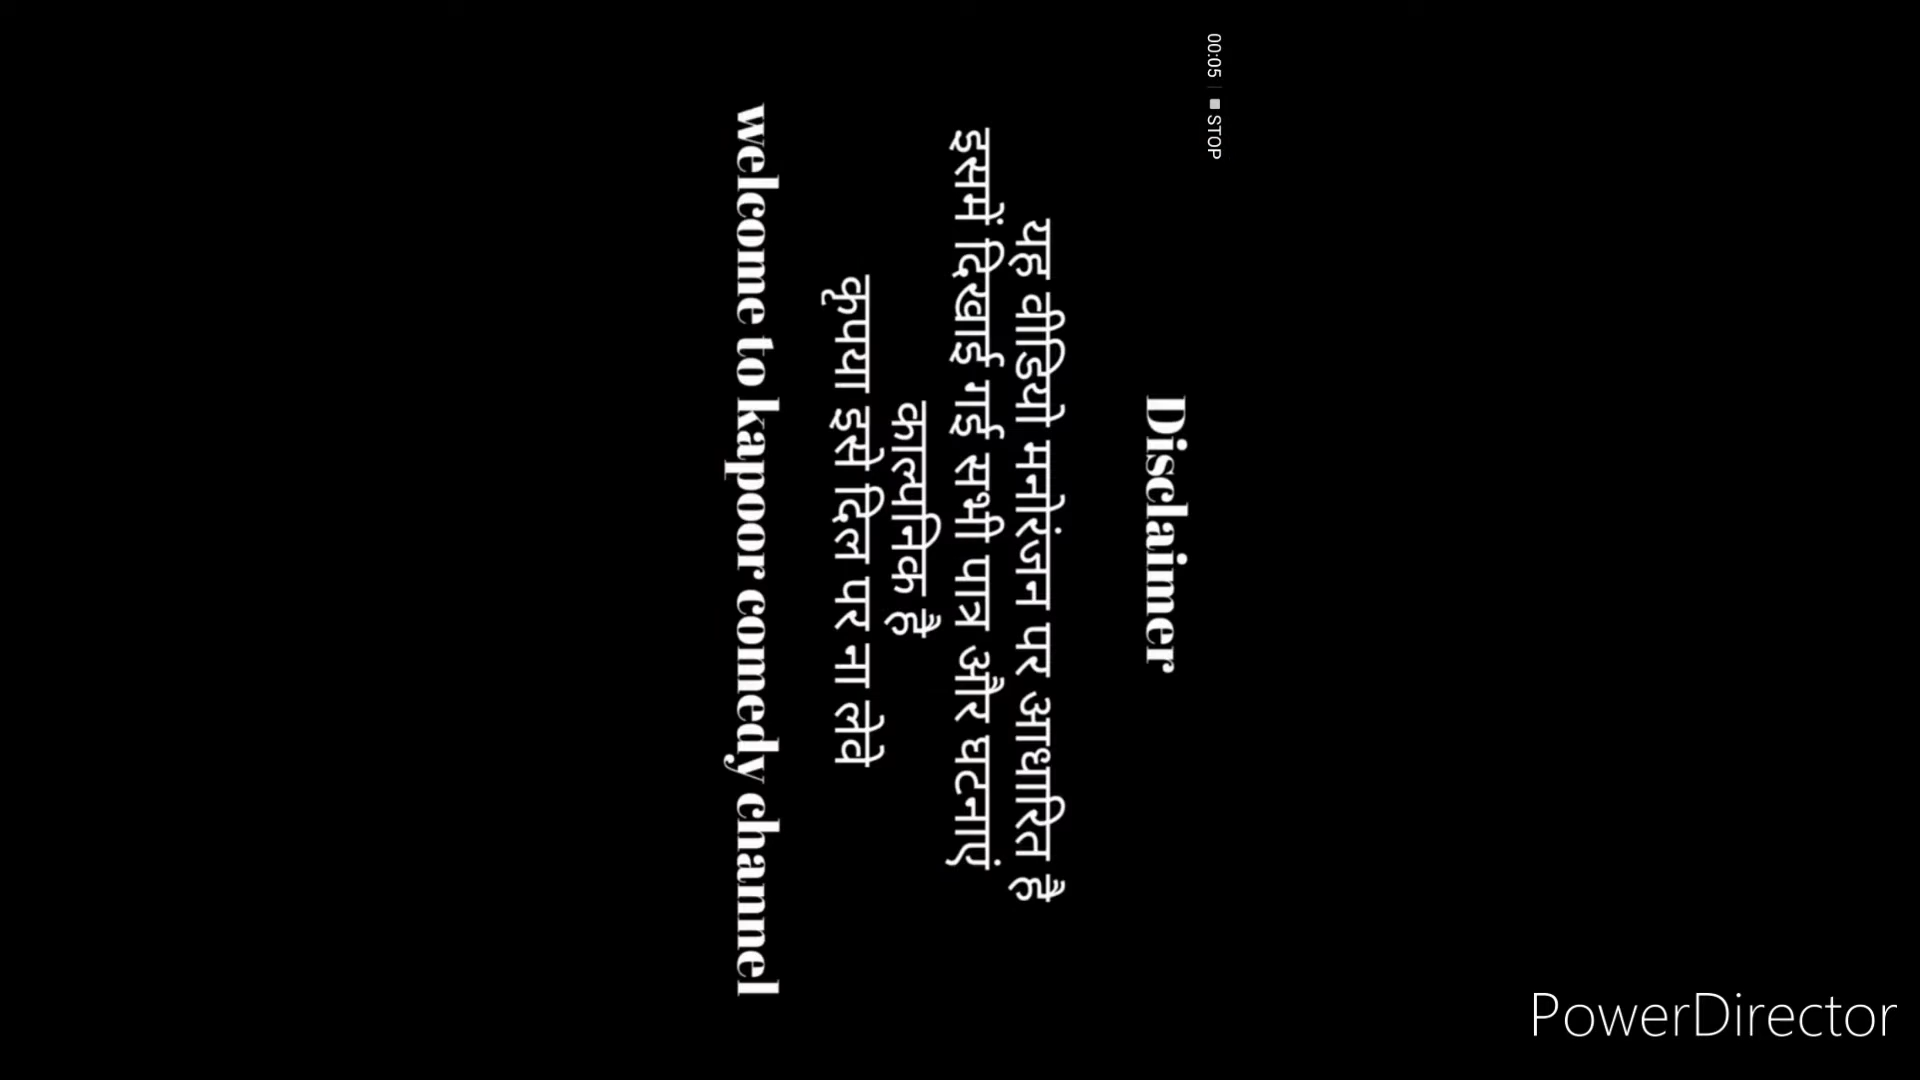 00:05 | ■ STOP
Disclaimer
यह वीडियो मनोरंजन पर आधारित है
इसमें दिखाई गई सभी पात्र और घटनाएं
काल्पनिक है
कृपया इसे दिल पर ना लेवे
welcome to kapoor comedy channel
PowerDirector